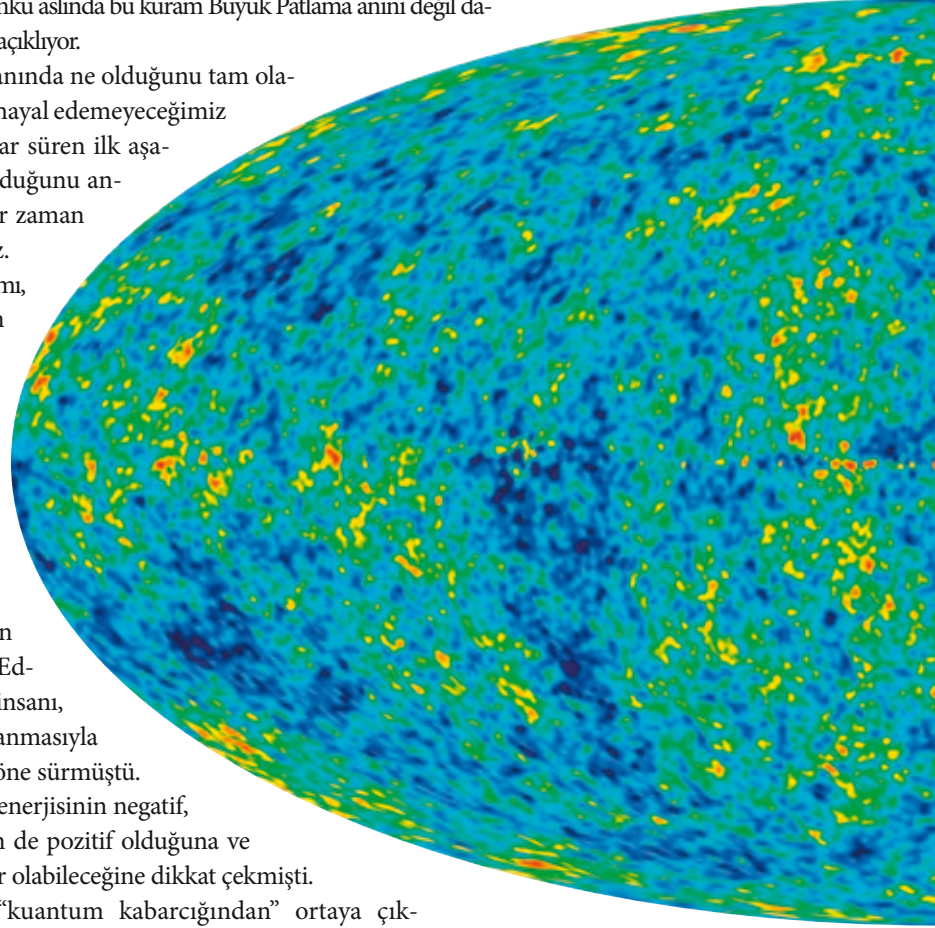 nkü aslında bu kuram Büyük Patlama anını değil da-
açıklıyor.
anında ne olduğunu tam ola-
hayal edemeyeceğimiz
ar süren ilk aşa-
duğunu an-
r zaman
z.
mı,
n
Ed-
insanı,
anmasıyla
öne sürmüştü.
enerjisinin negatif,
n de pozitif olduğuna ve
r olabileceğine dikkat çekmişti.
“kuantum kabarcığından” ortaya çık-